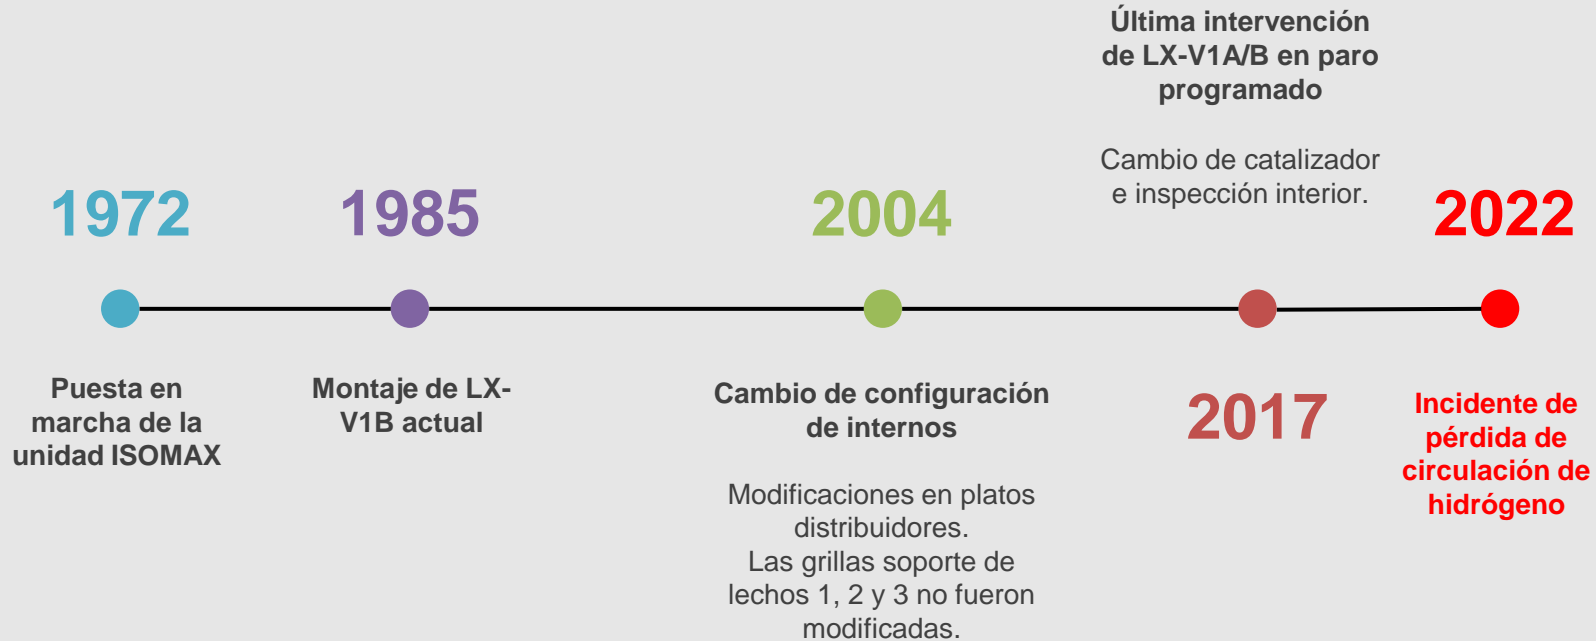 1972
Puesta en
marcha de la
unidad ISOMAX
1985
Montaje de LX-
V1B actual
2004
Cambio de configuración
de internos
Modificaciones en platos
distribuidores.
Las grillas soporte de
lechos 1, 2 y 3 no fueron
modificadas.
Última intervención
de LX-V1A/B en paro
programado
Cambio de catalizador
e inspección interior.
2017
2022
Incidente de
pérdida de
circulación de
hidrógeno